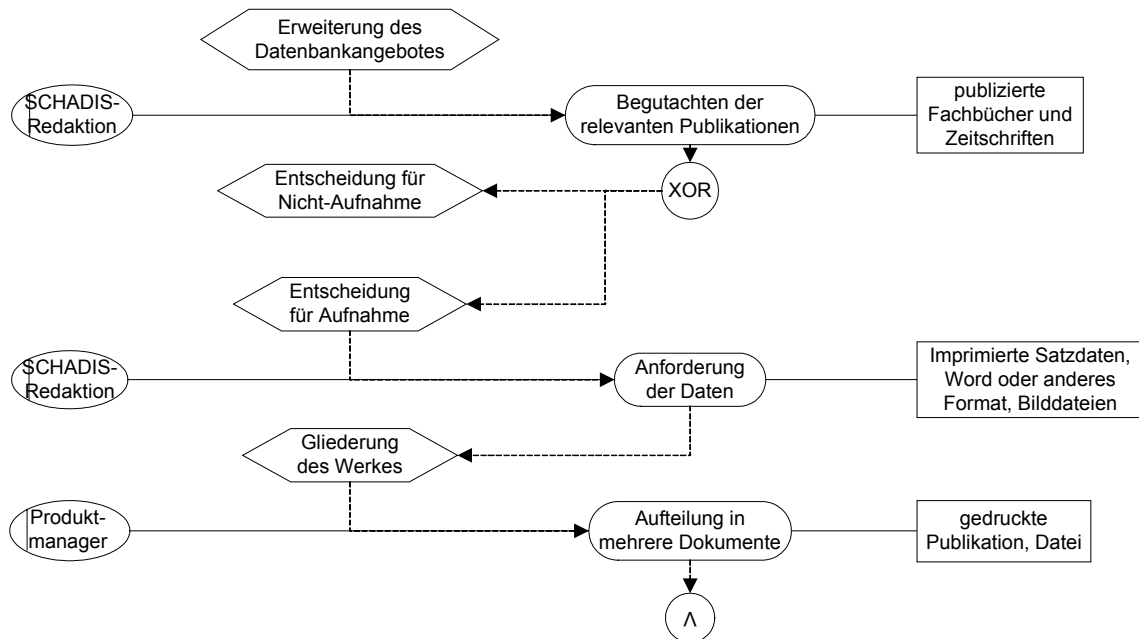 Erweiterung des
Datenbankangebotes
SCHADIS-
Redaktion
Begutachten der
relevanten Publikationen
publizierte
Fachbücher und
Zeitschriften
Entscheidung für
Nicht-Aufnahme
XOR
Entscheidung
für Aufnahme
SCHADIS-
Redaktion
Anforderung
der Daten
Imprimierte Satzdaten,
Word oder anderes
Format, Bilddateien
Gliederung
des Werkes
Produkt-
manager
Aufteilung in
mehrere Dokumente
gedruckte
Publikation, Datei
Λ